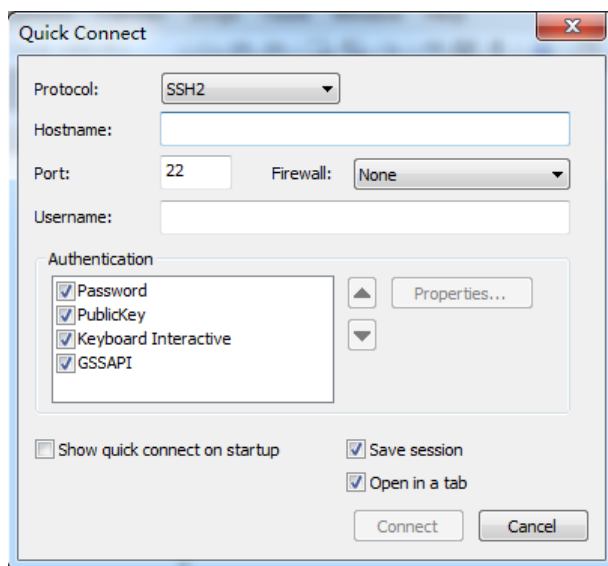 Quick Connect
Protocol: SSH2
Hostname:
Port: 22 Firewall: None
Username:
Authentication
Password
PublicKey
Keyboard Interactive
GSSAPI
Properties...
Show quick connect on startup
Save session
Open in a tab
Connect Cancel